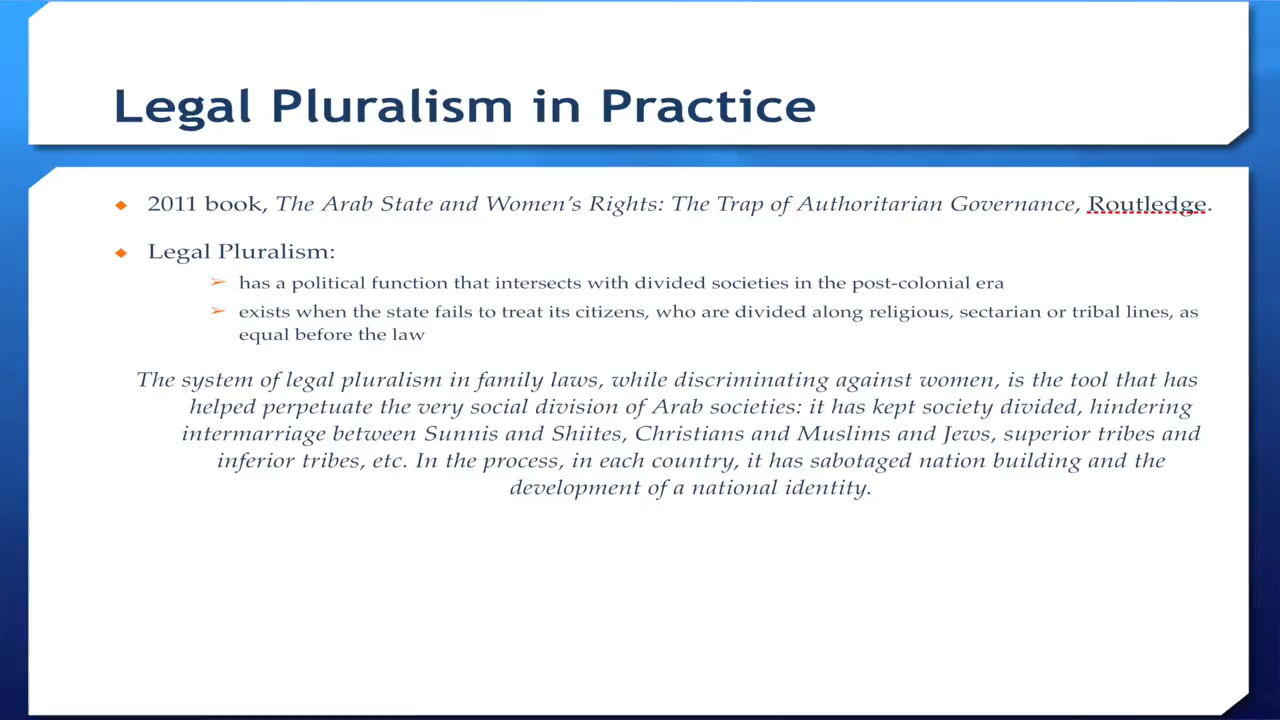 Legal Pluralism in Practice
◆ 2011 book, The Arab State and Women's Rights: The Trap of Authoritarian Governance, Routledge.
◆ Legal Pluralism:
➢ has a political function that intersects with divided societies in the post-colonial era
➢ exists when the state fails to treat its citizens, who are divided along religious, sectarian or tribal lines, as
equal before the law
The system of legal pluralism in family laws, while discriminating against women, is the tool that has
helped perpetuate the very social division of Arab societies: it has kept society divided, hindering
intermarriage between Sunnis and Shiites, Christians and Muslims and Jews, superior tribes and
inferior tribes, etc. In the process, in each country, it has sabotaged nation building and the
development of a national identity.